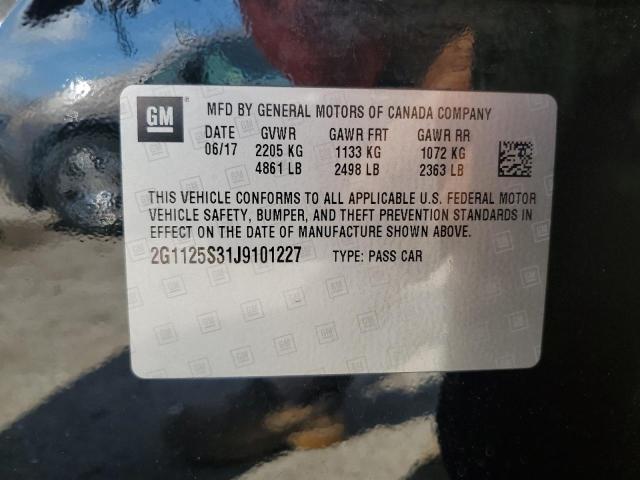 GM
MFD BY GENERAL MOTORS OF CANADA COMPANY
DATE GVWR GAWR FRT GAWR RR
06/17 2205 KG 1133 KG 1072 KG
4861 LB 2498 LB 2363 LB
THIS VEHICLE CONFORMS TO ALL APPLICABLE U.S. FEDERAL MOTOR
VEHICLE SAFETY, BUMPER, AND THEFT PREVENTION STANDARDS IN
EFFECT ON THE DATE OF MANUFACTURE SHOWN ABOVE.
2G1125S31J9101227 TYPE: PASS CAR